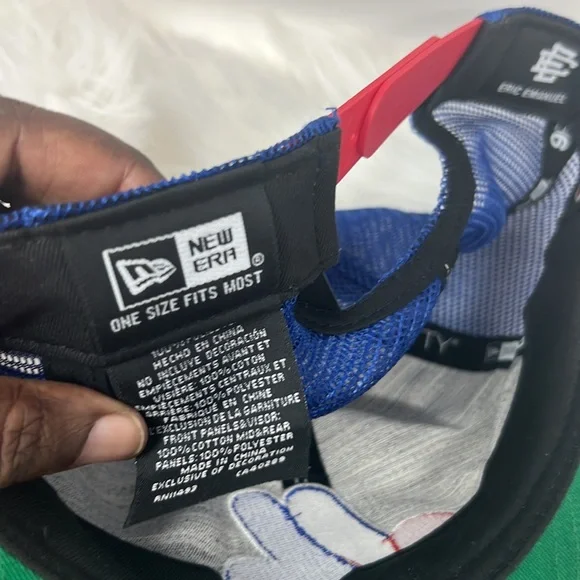 NEW
ERA
®
ONE SIZE FITS MOST
HECHO EN CHINA
NO INCLUYE DECORACIÓN
EMPIÈCEMENTS AVANT ET
VISIÈRE: 100% COTON
EMPIÈCEMENTS CENTRAUX ET
ARRIÈRE: 100% POLYESTER
FABRIQUÉ EN CHINE
EXCLUSION DE LA GARNITURE
FRONT PANELS&VISOR:
100%COTTON MID&REAR
PANELS: 100% POLYESTER
MADE IN CHINA
EXCLUSIVE OF DECORATION
RN11493 CA40289
ERIC EMANUEL